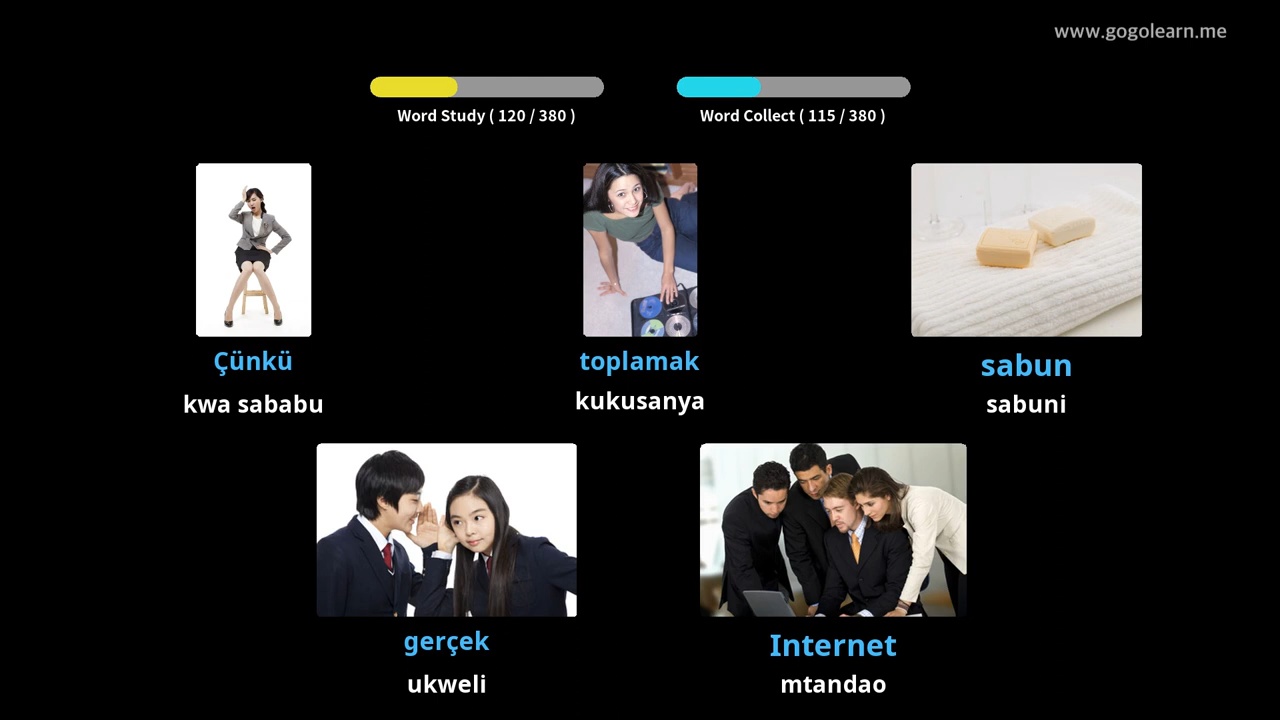 www.gogolearn.me
Word Study ( 120 / 380 )
Word Collect ( 115 / 380 )
Çünkü
kwa sababu
toplamak
kukusanya
sabun
sabuni
gerçek
ukweli
Internet
mtandao